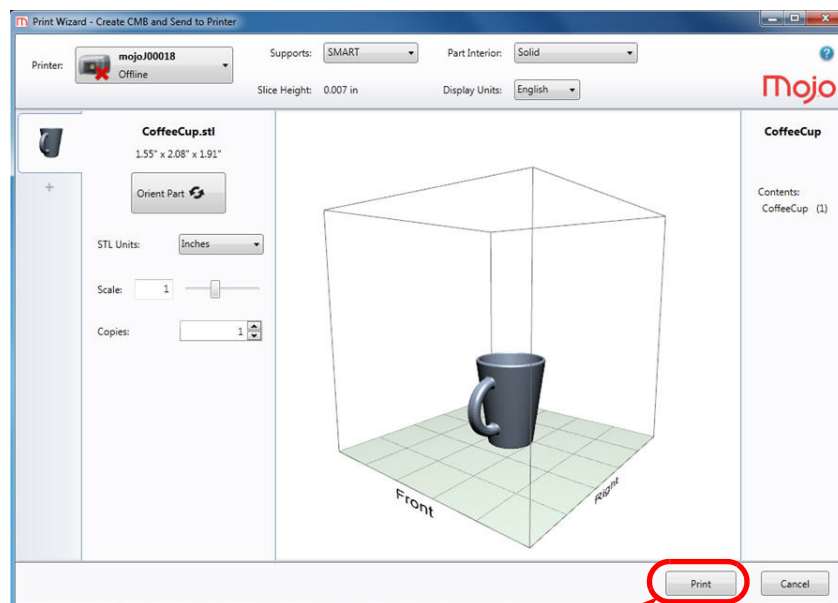 Print Wizard - Create CMB and Send to Printer
Printer: mojoJ00018
Offline
Supports: SMART
Part Interior: Solid
Slice Height: 0.007 in
Display Units: English
?
Mojo
CoffeeCup.stl
1.55" x 2.08" x 1.91"
Orient Part
STL Units: Inches
Scale: 1
Copies: 1
+
Front
Right
CoffeeCup
Contents:
CoffeeCup (1)
Print
Cancel